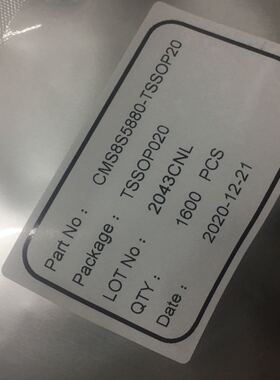 Part No： CMS8S5880-TSSOP20
Package： TSSOP020
LOT No： 2043CNL
QTY： 1600 PCS
Date： 2020-12-21